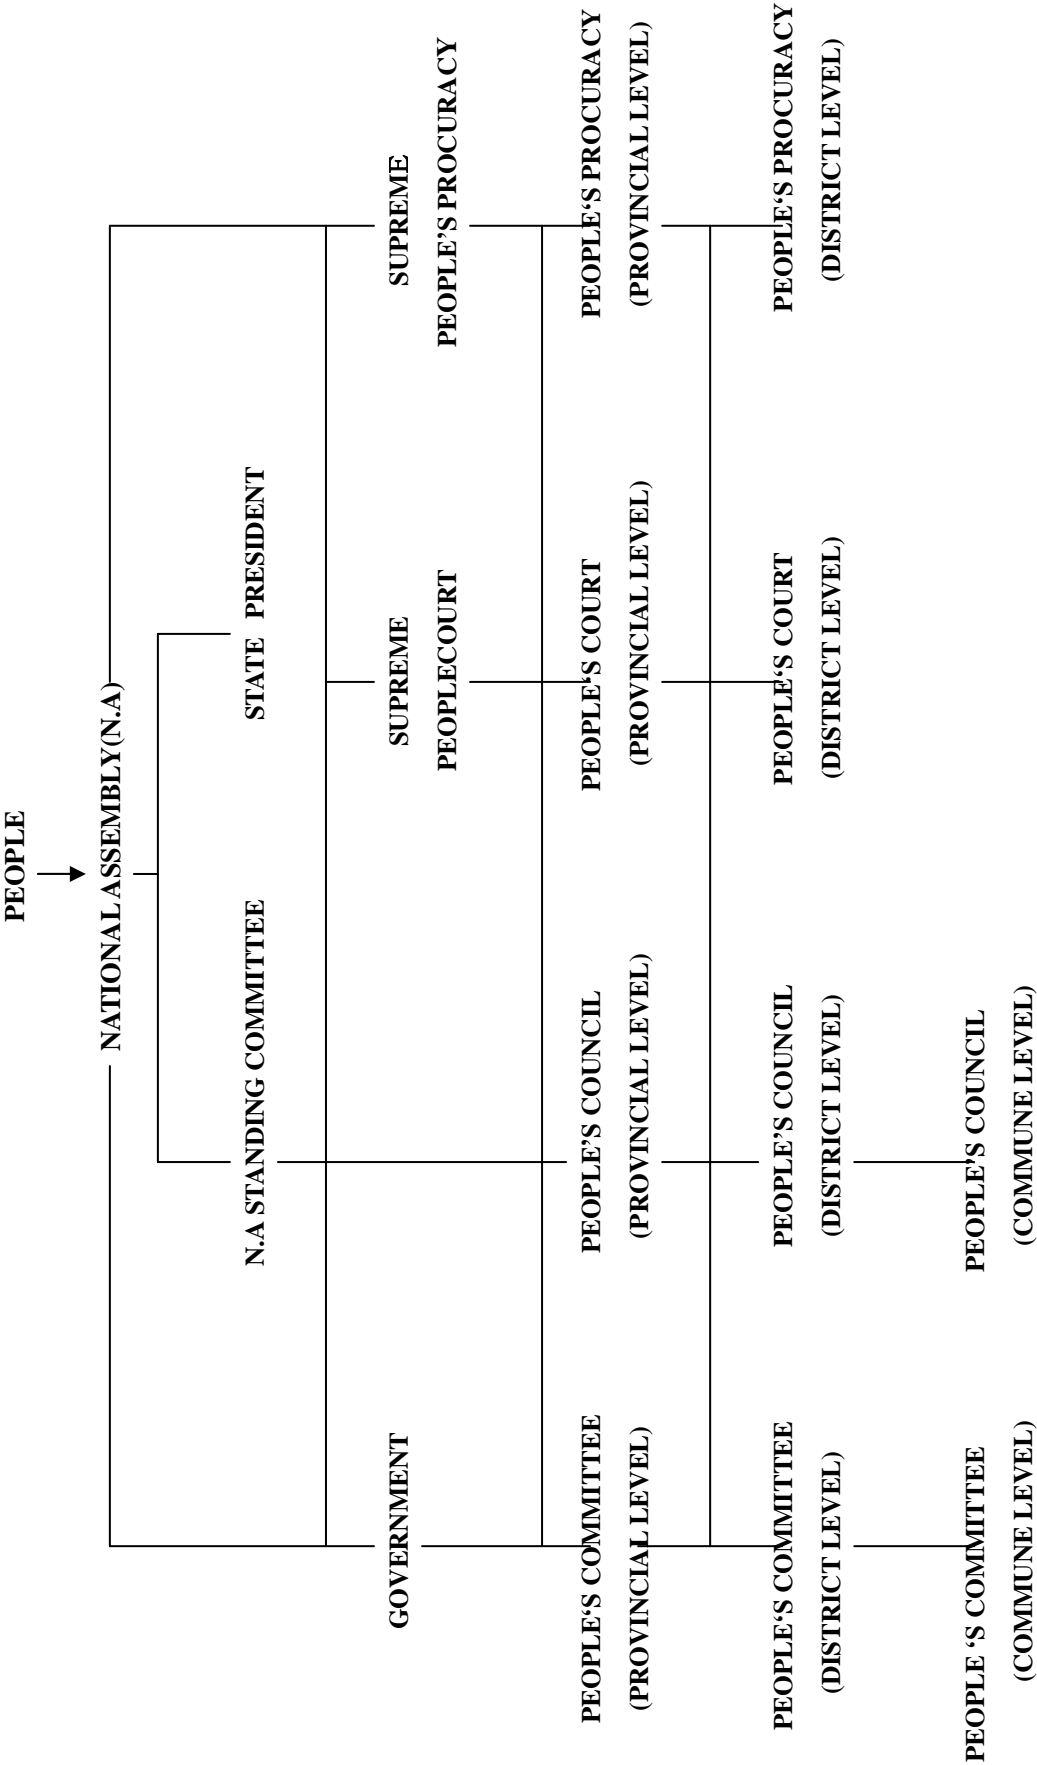 PEOPLE
NATIONAL ASSEMBLY(N.A)
N.A STANDING COMMITTEE
STATE PRESIDENT
GOVERNMENT
SUPREME
PEOPLECOURT
SUPREME
PEOPLE’S PROCURACY
PEOPLE‘S COMMITTEE
(PROVINCIAL LEVEL)
PEOPLE’S COUNCIL
(PROVINCIAL LEVEL)
PEOPLE‘S COURT
(PROVINCIAL LEVEL)
PEOPLE‘S PROCURACY
(PROVINCIAL LEVEL)
PEOPLE‘S COMMITTEE
(DISTRICT LEVEL)
PEOPLE’S COUNCIL
(DISTRICT LEVEL)
PEOPLE‘S COURT
(DISTRICT LEVEL)
PEOPLE‘S PROCURACY
(DISTRICT LEVEL)
PEOPLE ‘S COMMITTEE
(COMMUNE LEVEL)
PEOPLE’S COUNCIL
(COMMUNE LEVEL)